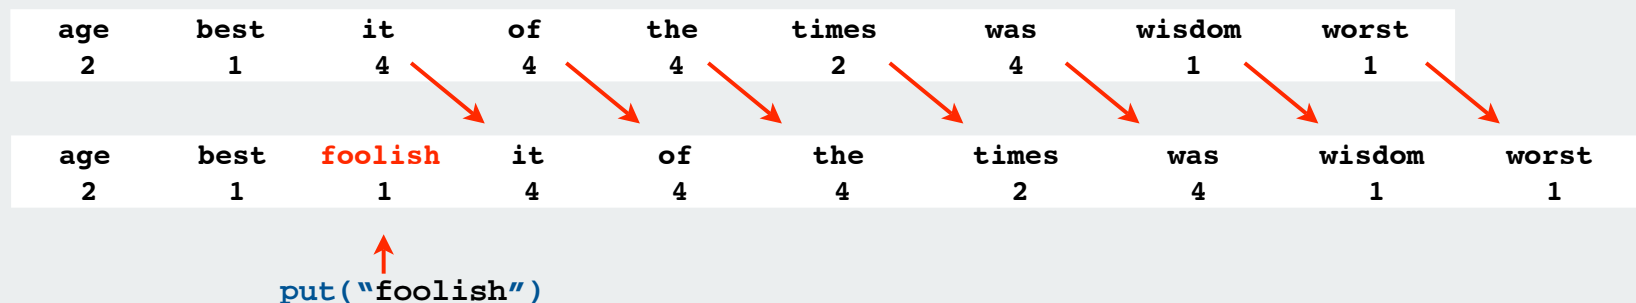 age best it of the times was wisdom worst
2 1 4 4 4 2 4 1 1
age best foolish it of the times was wisdom worst
2 1 1 4 4 4 2 4 1 1
put(“foolish”)